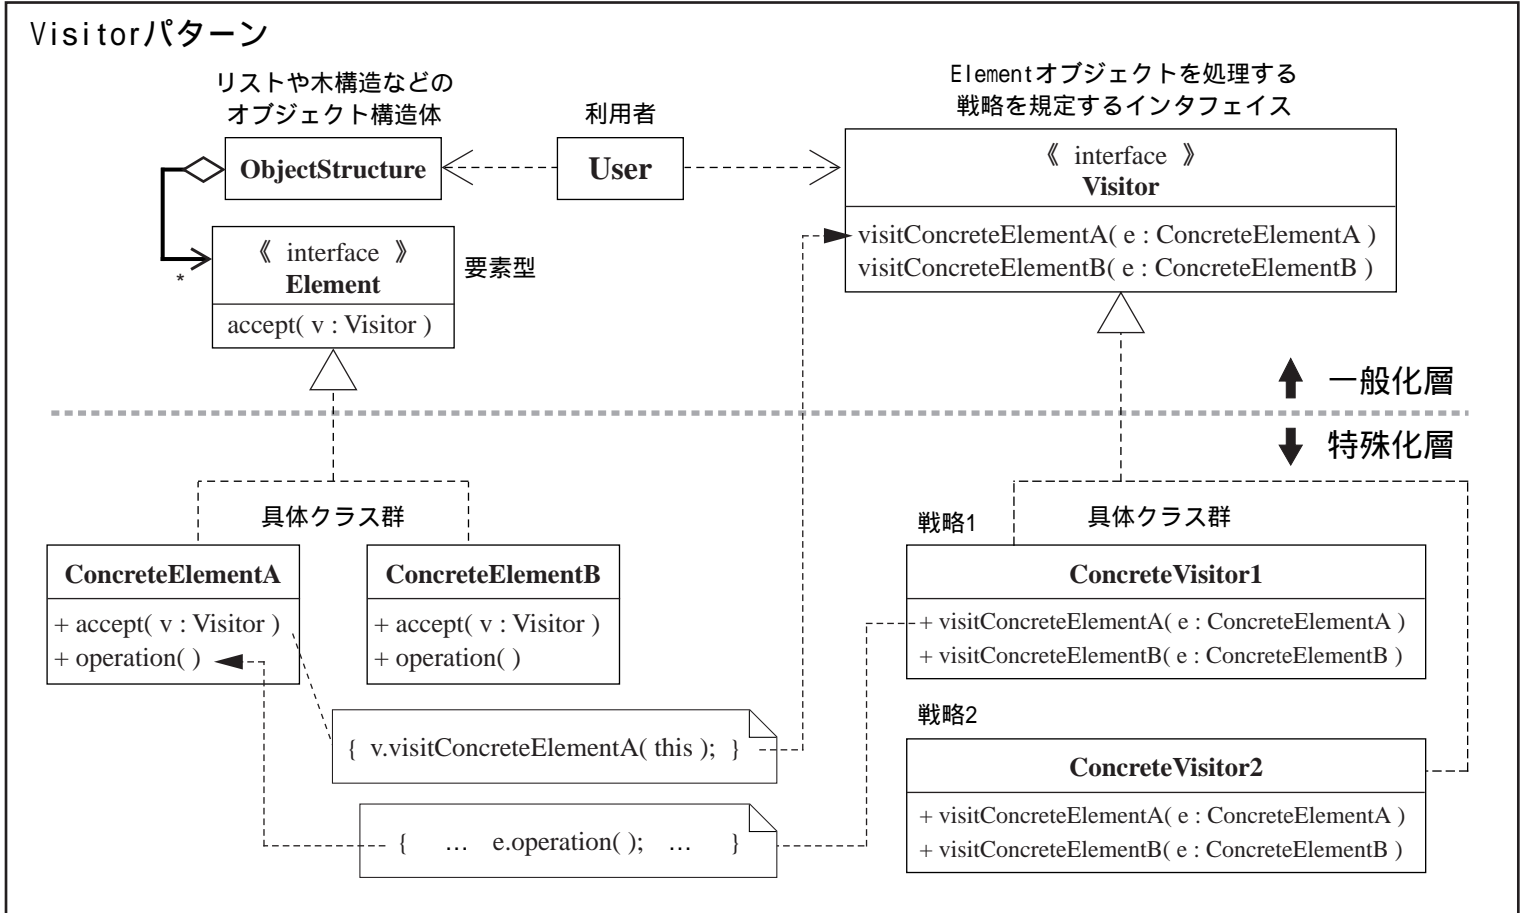 Visitorパターン
リストや木構造などの
オブジェクト構造体
利用者
Elementオブジェクトを処理する
戦略を規定するインタフェイス
ObjectStructure
User
《 interface 》
Visitor
visitConcreteElementA( e : ConcreteElementA )
visitConcreteElementB( e : ConcreteElementB )
《 interface 》
Element
accept( v : Visitor )
要素型
*
一般化層
特殊化層
具体クラス群
戦略1
具体クラス群
ConcreteElementA
+ accept( v : Visitor )
+ operation( )
ConcreteElementB
+ accept( v : Visitor )
+ operation( )
ConcreteVisitor1
+ visitConcreteElementA( e : ConcreteElementA )
+ visitConcreteElementB( e : ConcreteElementB )
戦略2
{ v.visitConcreteElementA( this ); }
ConcreteVisitor2
+ visitConcreteElementA( e : ConcreteElementA )
+ visitConcreteElementB( e : ConcreteElementB )
{ … e.operation( ); … }